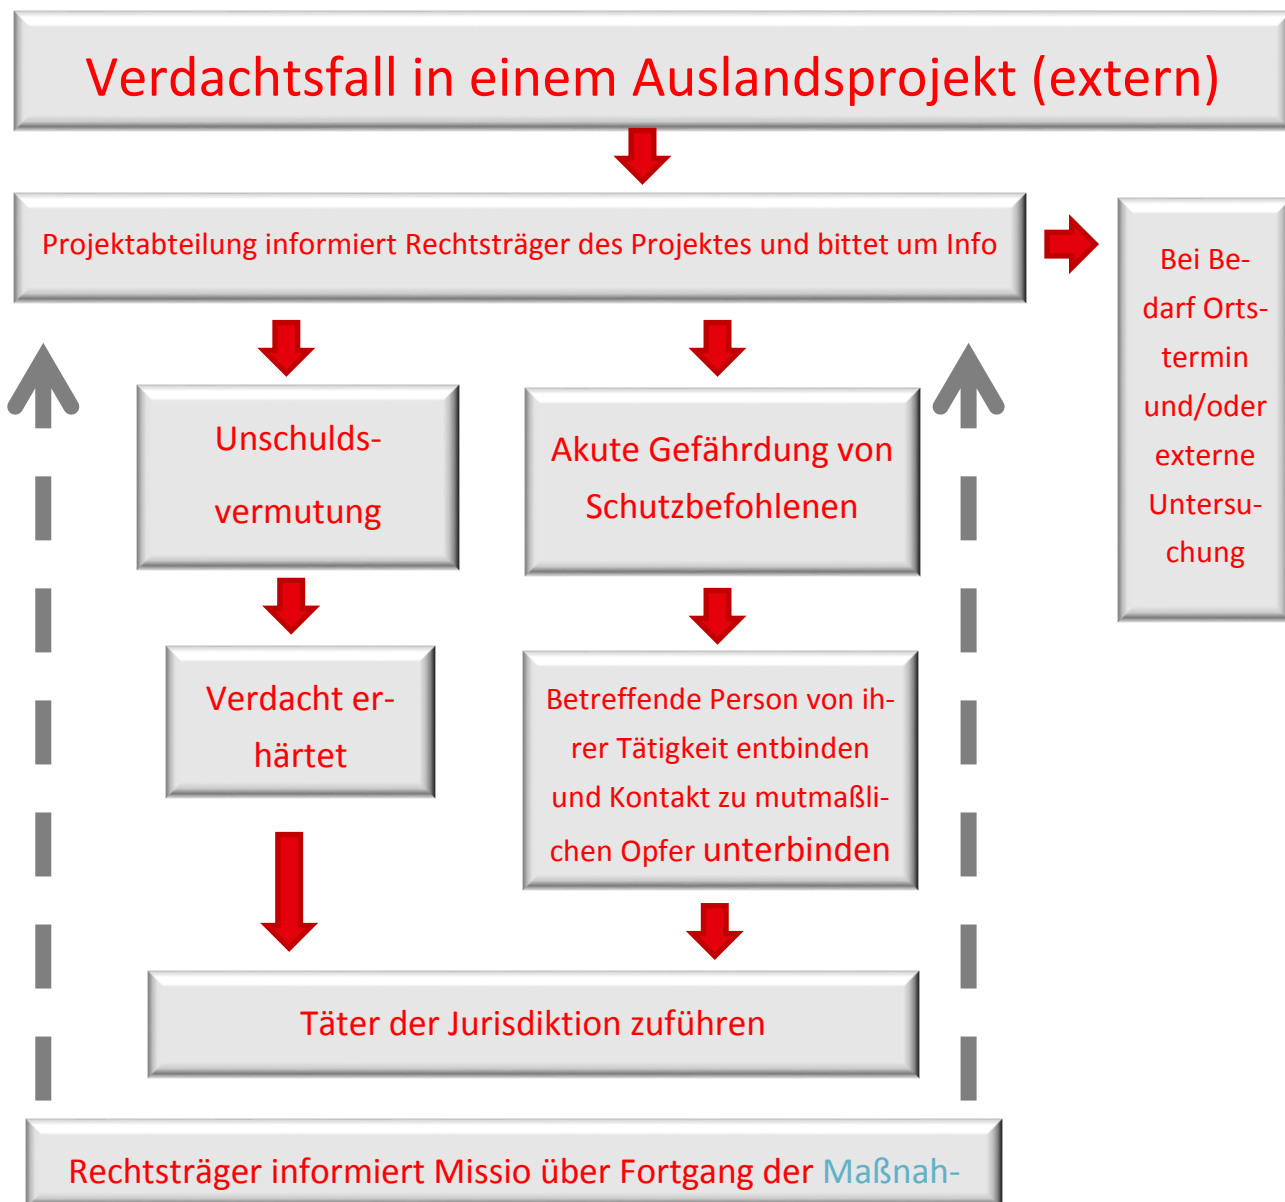 Verdachtsfall in einem Auslandsprojekt (extern)
Projektabteilung informiert Rechtsträger des Projektes und bittet um Info
Bei Be-
darf Orts-
termin
und/oder
externe
Untersu-
chung
Unschulds-
vermutung
Akute Gefährdung von
Schutzbefohlenen
Verdacht er-
härtet
Betreffende Person von ih-
rer Tätigkeit entbinden
und Kontakt zu mutmaßli-
chen Opfer unterbinden
Täter der Jurisdiktion zuführen
Rechtsträger informiert Missio über Fortgang der Maßnah-